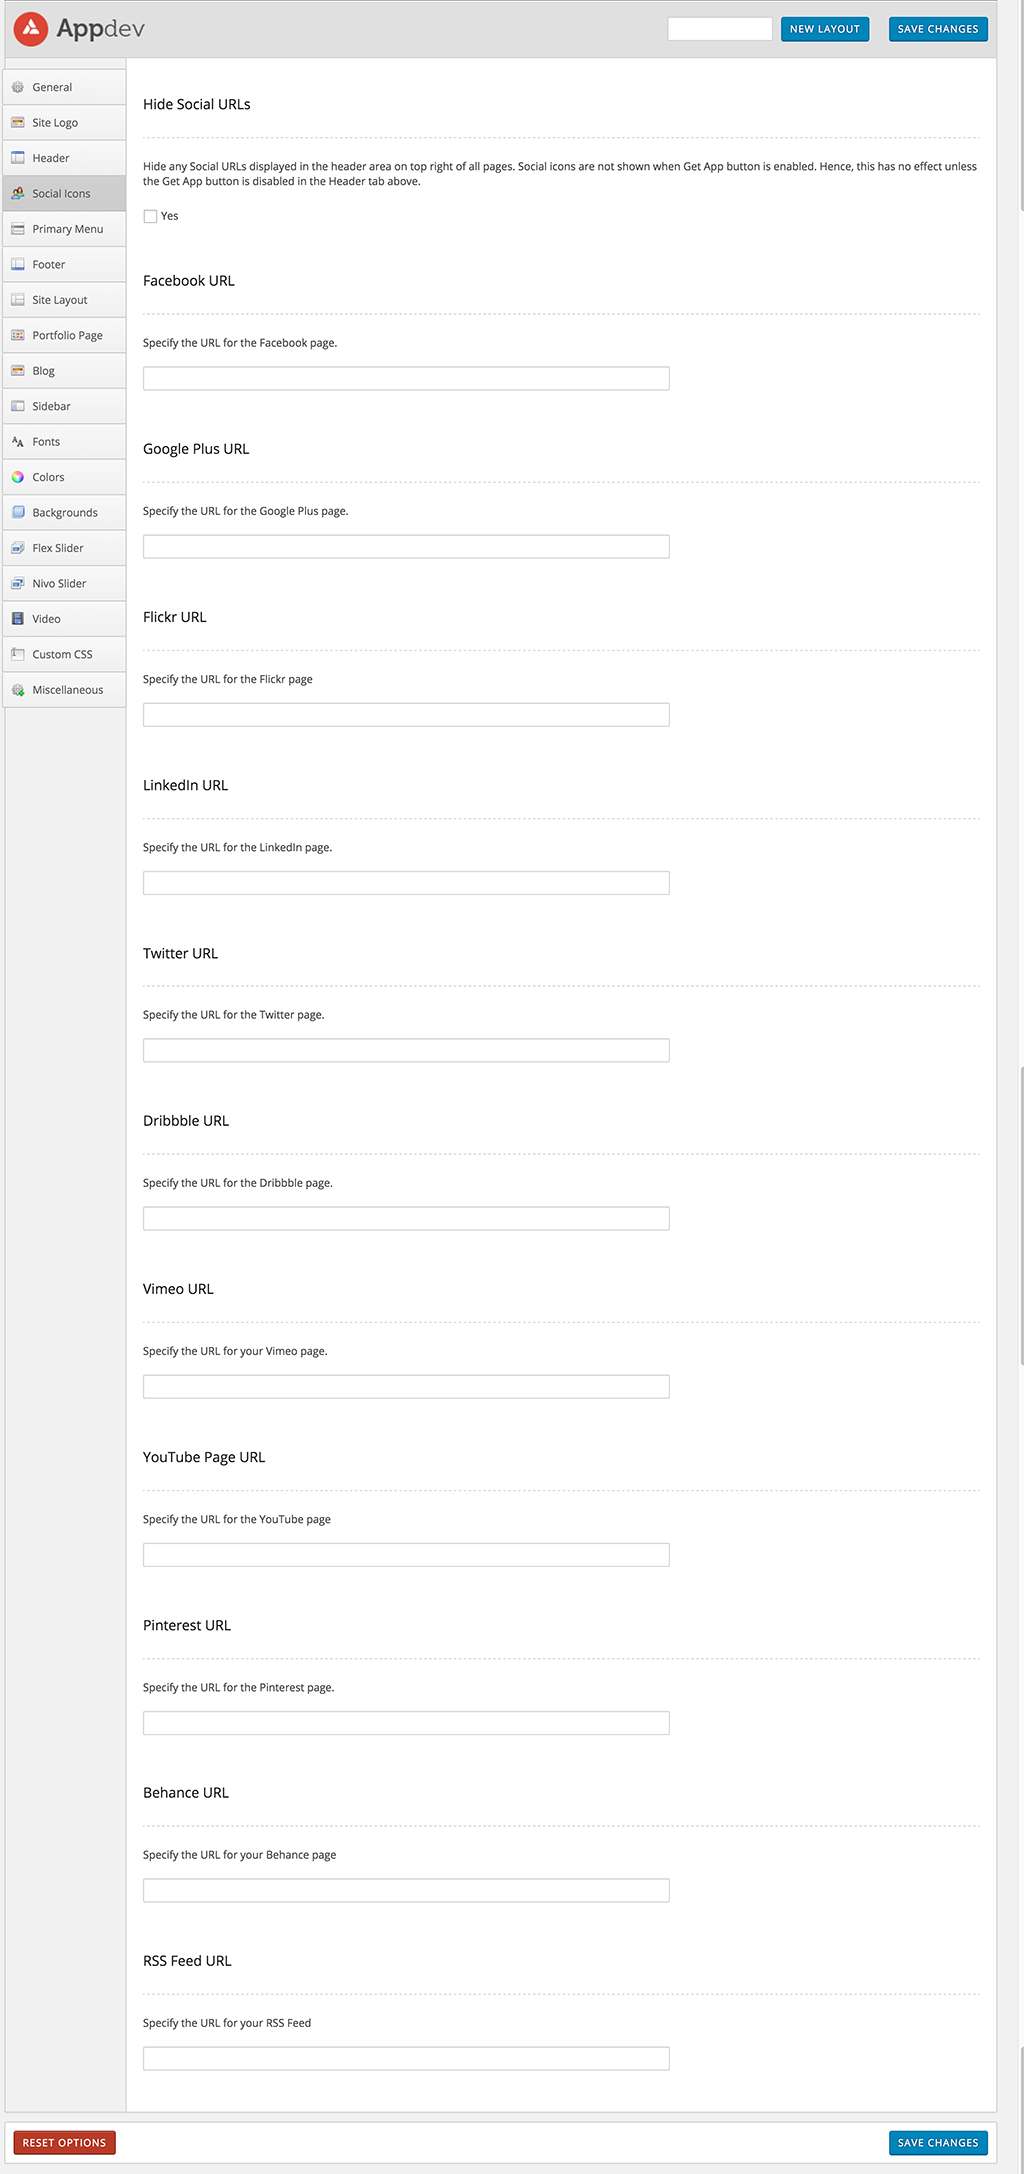 Appdev
NEW LAYOUT
SAVE CHANGES
General
Site Logo
Header
Social Icons
Primary Menu
Footer
Site Layout
Portfolio Page
Blog
Sidebar
Fonts
Colors
Backgrounds
Flex Slider
Nivo Slider
Video
Custom CSS
Miscellaneous
Hide Social URLs
Hide any Social URLs displayed in the header area on top right of all pages. Social icons are not shown when Get App button is enabled. Hence, this has no effect unless
the Get App button is disabled in the Header tab above.
Yes
Facebook URL
Specify the URL for the Facebook page.
Google Plus URL
Specify the URL for the Google Plus page.
Flickr URL
Specify the URL for the Flickr page
LinkedIn URL
Specify the URL for the LinkedIn page.
Twitter URL
Specify the URL for the Twitter page.
Dribbble URL
Specify the URL for the Dribbble page.
Vimeo URL
Specify the URL for your Vimeo page.
YouTube Page URL
Specify the URL for the YouTube page
Pinterest URL
Specify the URL for the Pinterest page.
Behance URL
Specify the URL for your Behance page
RSS Feed URL
Specify the URL for your RSS Feed
RESET OPTIONS
SAVE CHANGES